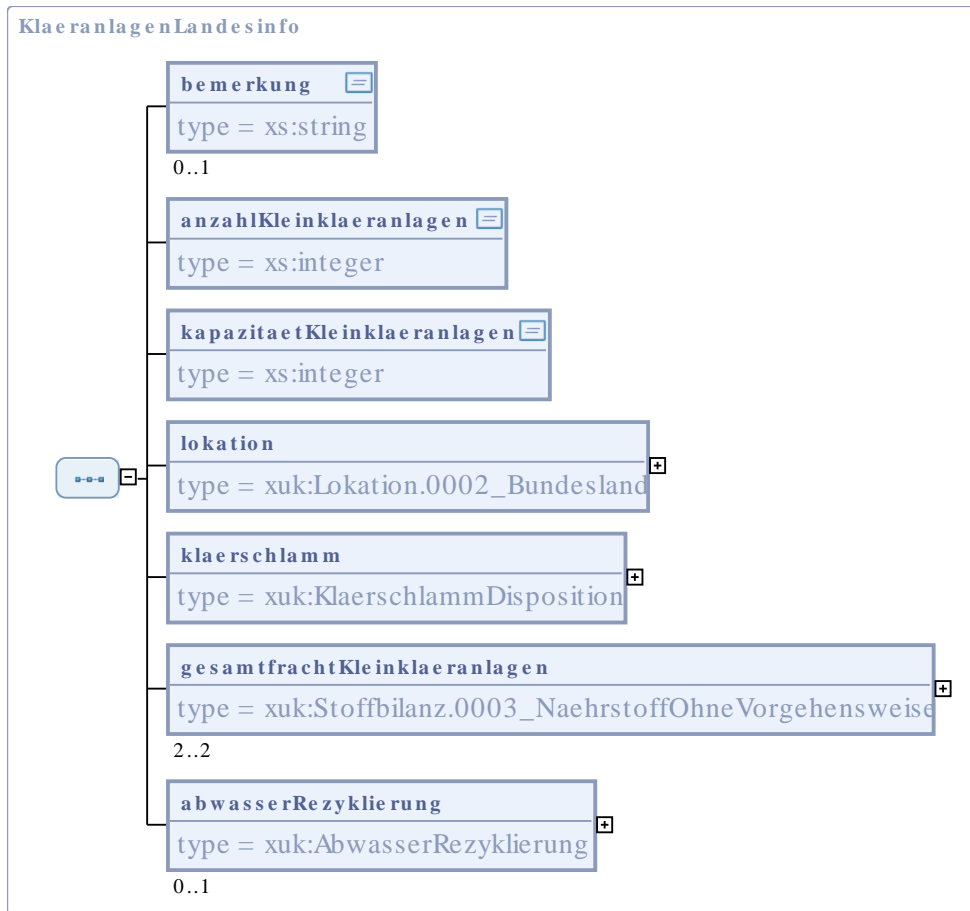 KlaeranlagenLandesinfo
bemerkung
type = xs:string
0..1
anzahlKleinklaeranlagen
type = xs:integer
kapazitaetKleinklaeranlagen
type = xs:integer
lokation
type = xuk:Lokation.0002_Bundesland
klaerschlamm
type = xuk:KlaerschlammDisposition
gesamtfrachtKleinklaeranlagen
type = xuk:Stoffbilanz.0003_NaehrstoffOhneVorgehensweise
2..2
abwasserRezyklierung
type = xuk:AbwasserRezyklierung
0..1